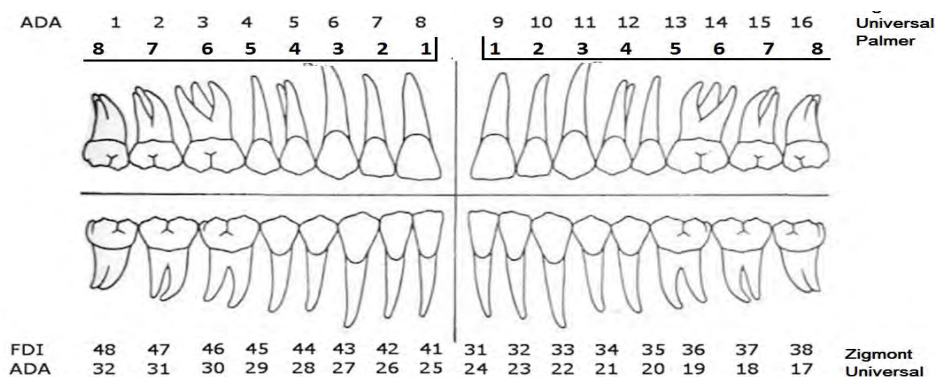 ADA 1 2 3 4 5 6 7 8 9 10 11 12 13 14 15 16 Universal
8 7 6 5 4 3 2 1 1 2 3 4 5 6 7 8 Palmer
FDI 48 47 46 45 44 43 42 41 31 32 33 34 35 36 37 38 Zigmont
ADA 32 31 30 29 28 27 26 25 24 23 22 21 20 19 18 17 Universal